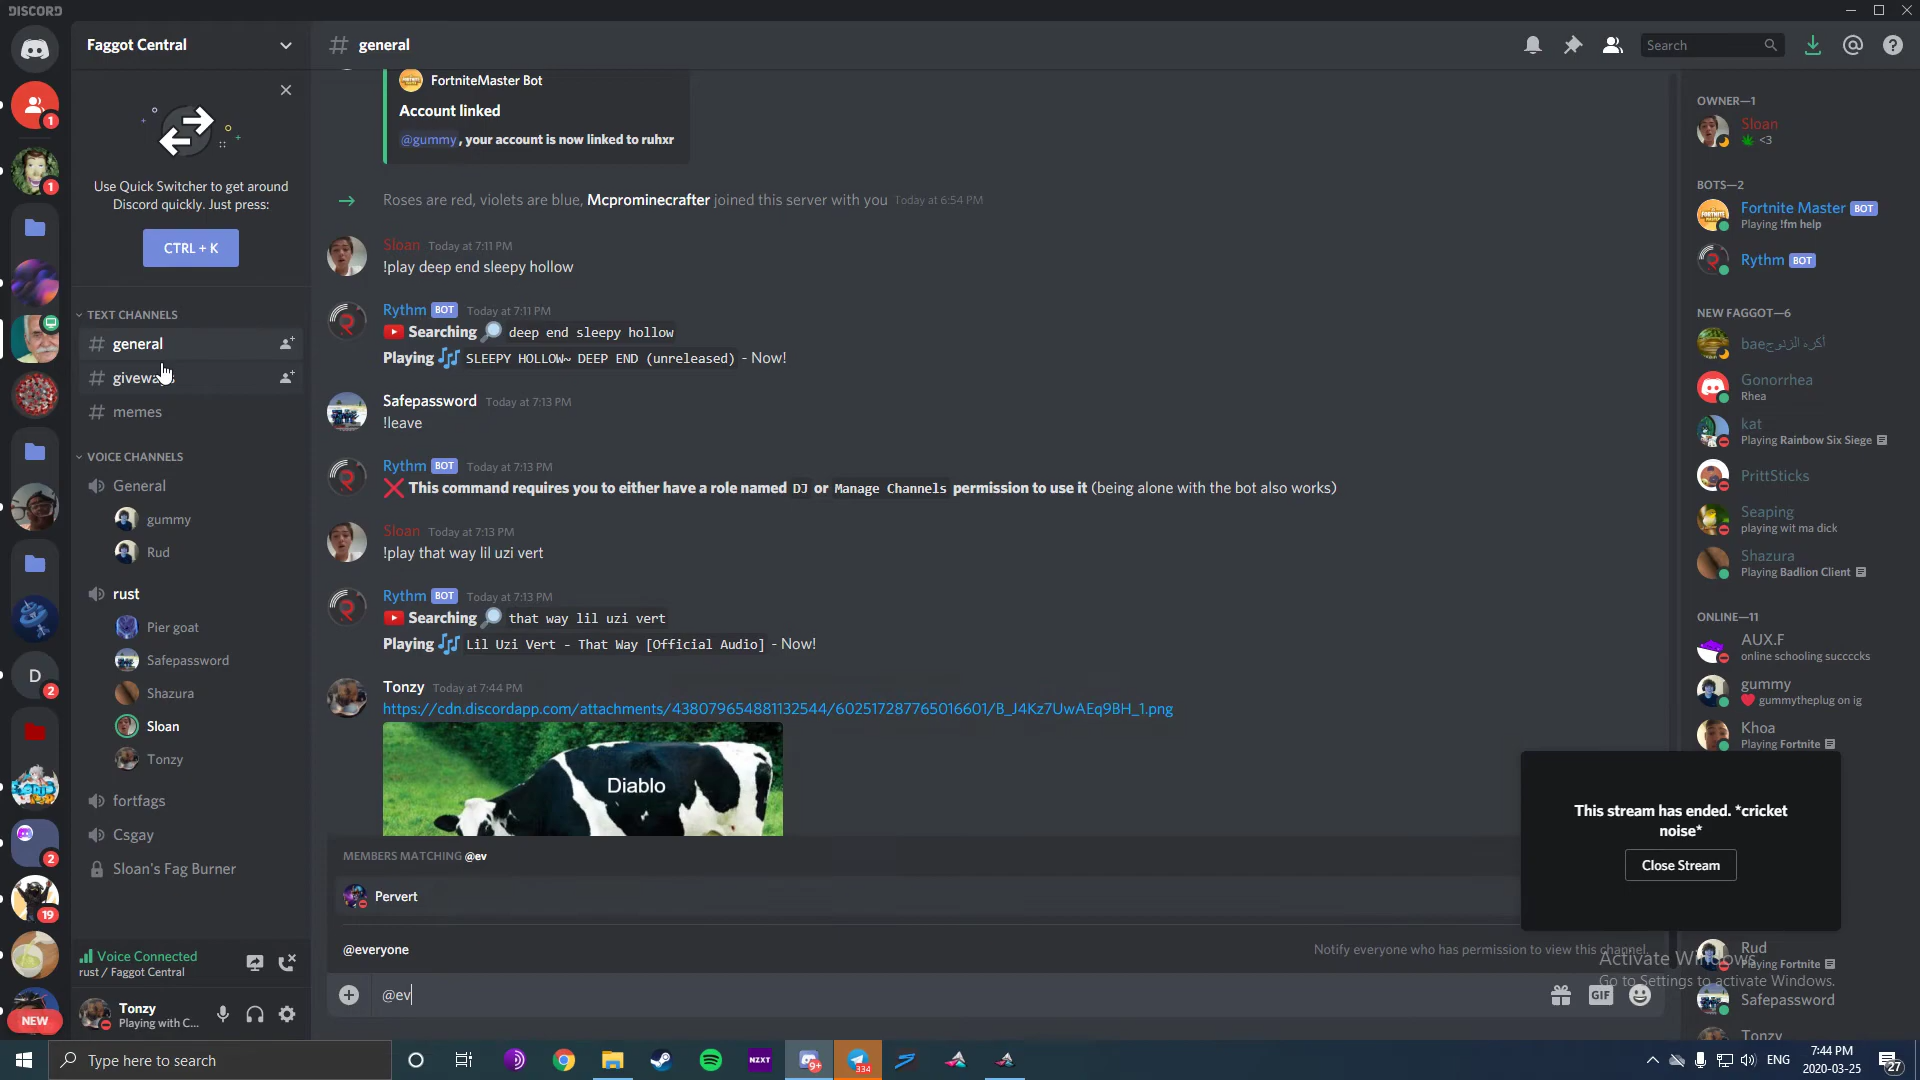 DISCORD
Faggot Central
general
Search
Use Quick Switcher to get around
Discord quickly. Just press:
CTRL + K
TEXT CHANNELS
general
memes
VOICE CHANNELS
General
gummy
Rud
rust
Pier goat
Safepassword
Shazura
Sloan
Tonzy
fortfags
Csgay
Sloan's Fag Burner
Voice Connected
rust / Faggot Central
Tonzy
Playing with C...
1
1
D
2
2
19
NEW
FortniteMaster Bot
Account linked
@gummy, your account is now linked to ruhxr
Roses are red, violets are blue, Mcprominecrafter joined this server with you Today at 6:54 PM
Sloan Today at 7:11 PM
!play deep end sleepy hollow
Rythm BOT Today at 7:11 PM
Searching deep end sleepy hollow
Playing SLEEPY HOLLOW~ DEEP END (unreleased) - Now!
Safepassword Today at 7:13 PM
!leave
Rythm BOT Today at 7:13 PM
This command requires you to either have a role named DJ or Manage Channels permission to use it (being alone with the bot also works)
Sloan Today at 7:13 PM
!play that way lil uzi vert
Rythm BOT Today at 7:13 PM
Searching that way lil uzi vert
Playing Lil Uzi Vert - That Way [Official Audio] - Now!
Tonzy Today at 7:44 PM
https://cdn.discordapp.com/attachments/438079654881132544/602517287765016601/B_J4Kz7UwAEq9BH_1.png
Diablo
MEMBERS MATCHING @ev
Pervert
@everyone
Notify everyone who has permission to view this channel.
@ev
GIF
OWNER—1
Sloan
<3
BOTS—2
Fortnite Master BOT
Playing !fm help
Rythm BOT
NEW FAGGOT—6
bae أكره الزنوج
Gonorrhea
Rhea
kat
Playing Rainbow Six Siege
PrittSticks
Seaping
playing wit ma dick
Shazura
Playing Badlion Client
ONLINE—11
AUX.F
online schooling succccks
gummy
gummytheplug on ig
Khoa
Playing Fortnite
This stream has ended. *cricket
noise*
Close Stream
Rud
Playing Fortnite
Safepassword
Tonzy
Activate Windows
Go to Settings to activate Windows.
Type here to search
NZXT
9+
334
ENG
7:44 PM
2020-03-25
27